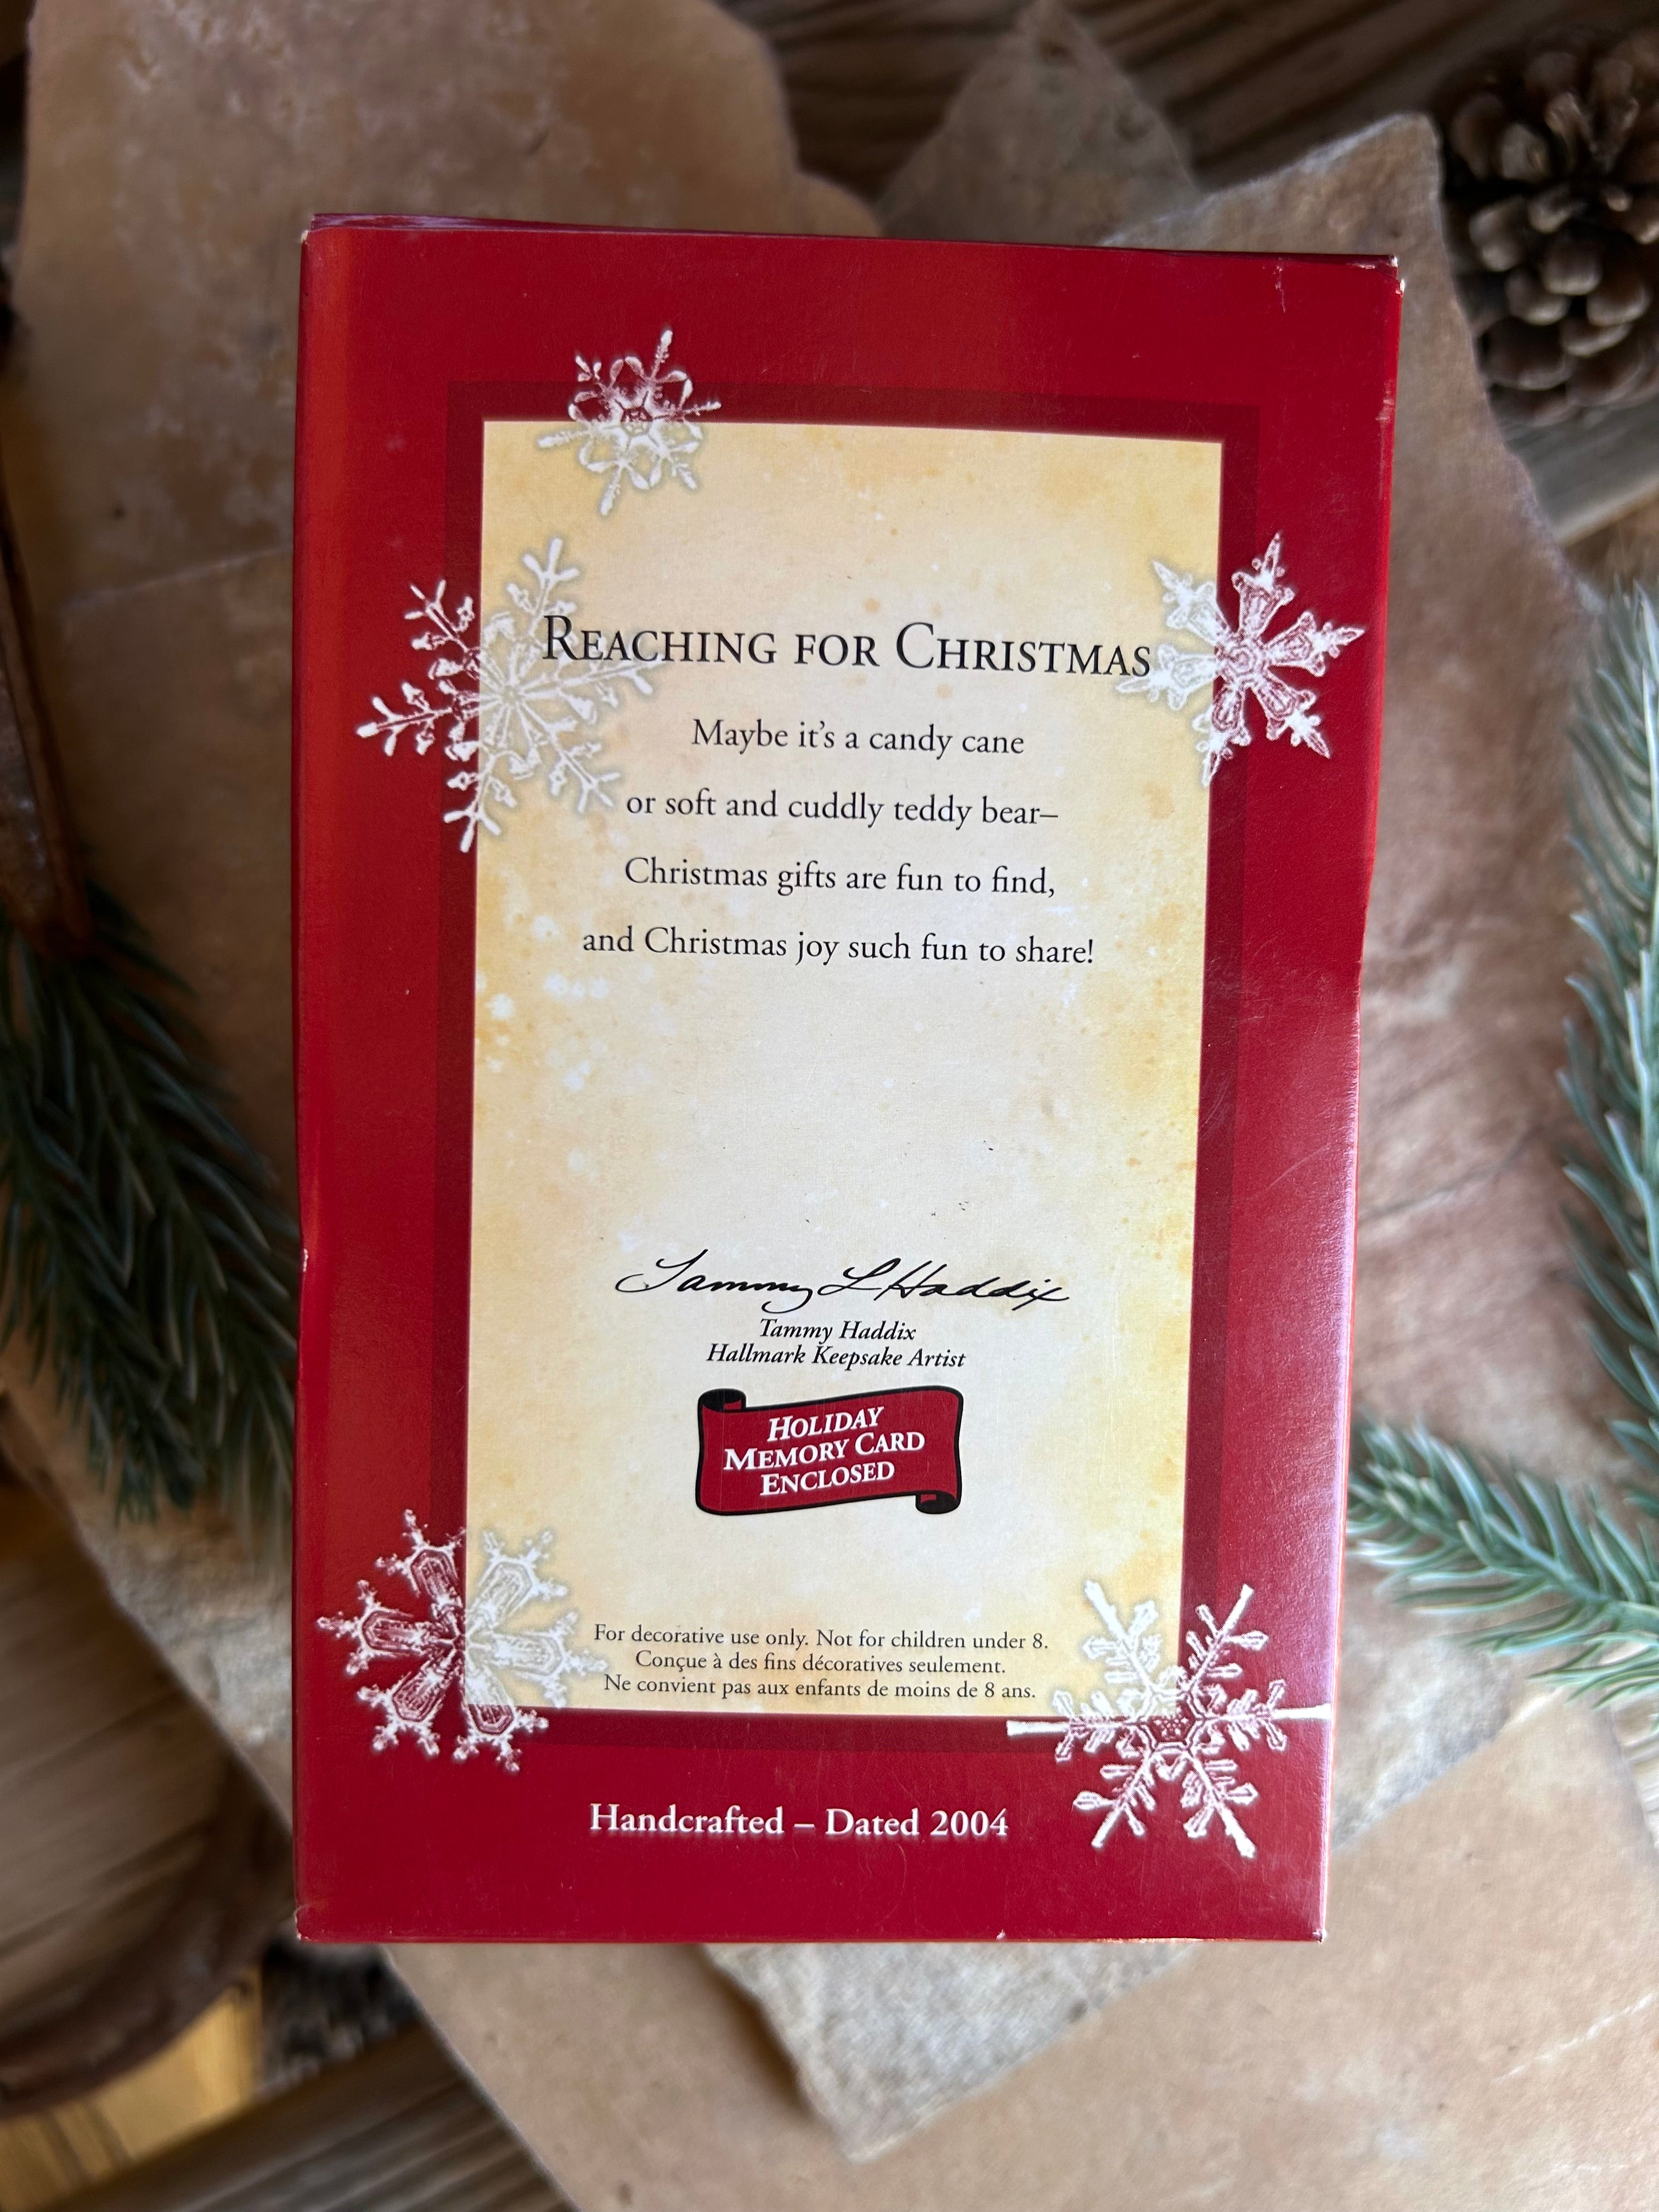 Reaching for Christmas
Maybe it's a candy cane
or soft and cuddly teddy bear–
Christmas gifts are fun to find,
and Christmas joy such fun to share!
Tammy L Haddix
Tammy Haddix
Hallmark Keepsake Artist
Holiday
Memory Card
Enclosed
For decorative use only. Not for children under 8.
Conçue à des fins décoratives seulement.
Ne convient pas aux enfants de moins de 8 ans.
Handcrafted – Dated 2004